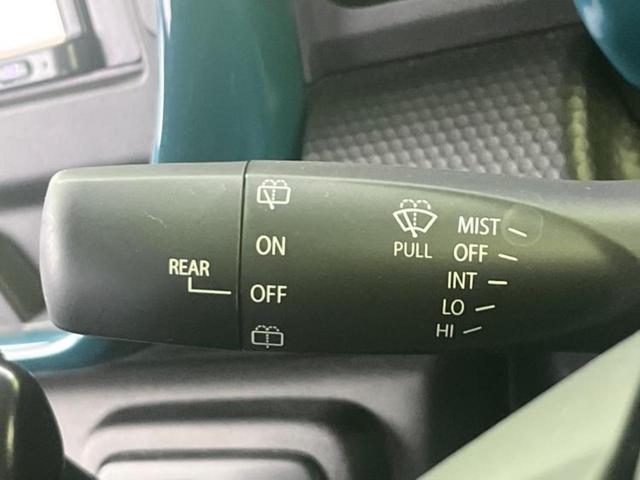 REAR
ON
OFF
PULL
MIST
OFF
INT
LO
HI